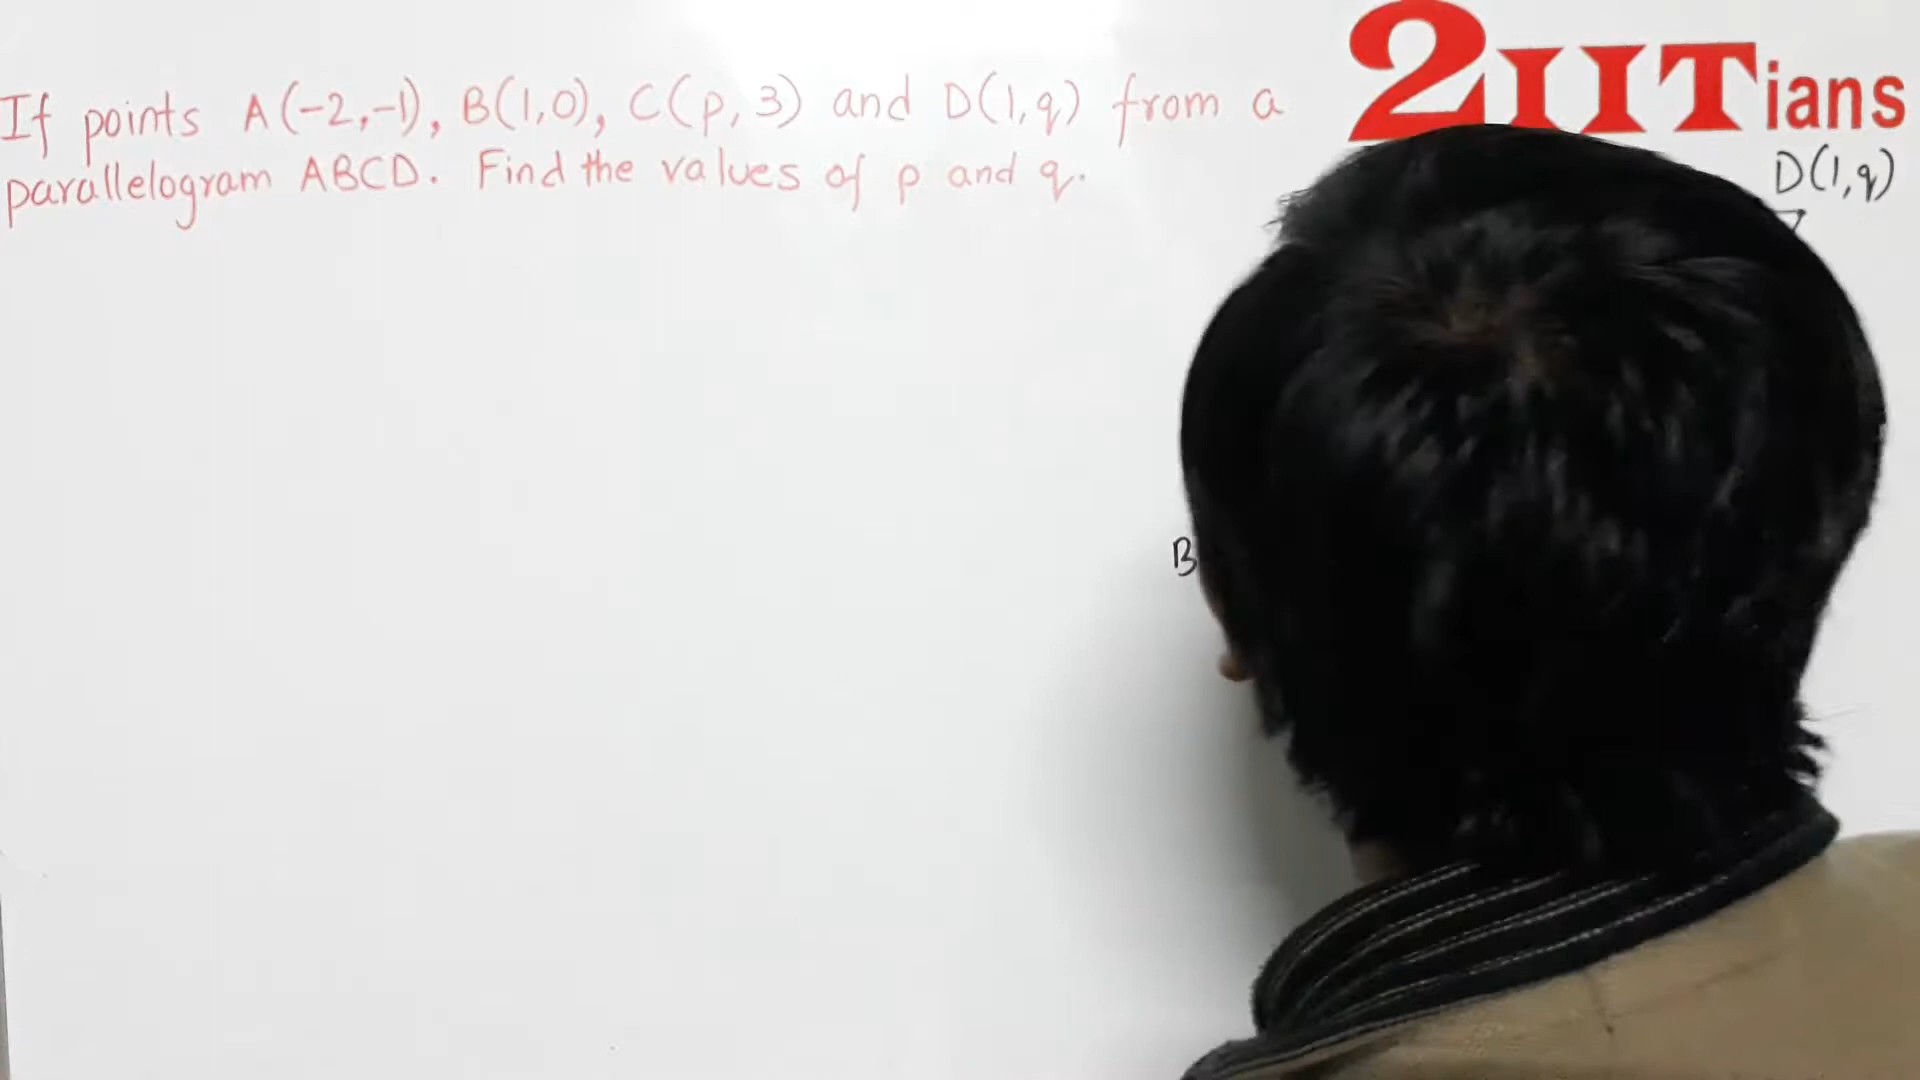 2IITians
If points A(-2,-1), B(1,0), C(p,3) and D(1,q) from a
parallelogram ABCD. Find the values of p and q.
D(1,q)
B